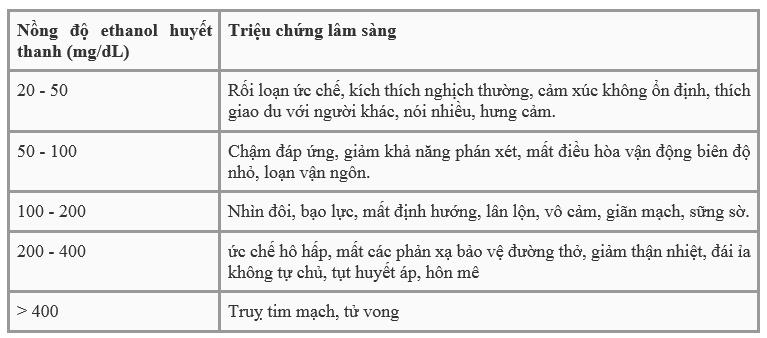 Nồng độ ethanol huyết thanh (mg/dL)
Triệu chứng lâm sàng
20 - 50
Rối loạn ức chế, kích thích nghịch thường, cảm xúc không ổn định, thích
giao du với người khác, nói nhiều, hưng cảm.
50 - 100
Chậm đáp ứng, giảm khả năng phán xét, mất điều hòa vận động biên độ
nhỏ, loạn vận ngôn.
100 - 200
Nhìn đôi, bạo lực, mất định hướng, lân lộn, vô cảm, giãn mạch, sững sờ.
200 - 400
ức chế hô hấp, mất các phản xạ bảo vệ đường thở, giảm thận nhiệt, đái ỉa
không tự chủ, tụt huyết áp, hôn mê
> 400
Truỵ tim mạch, tử vong